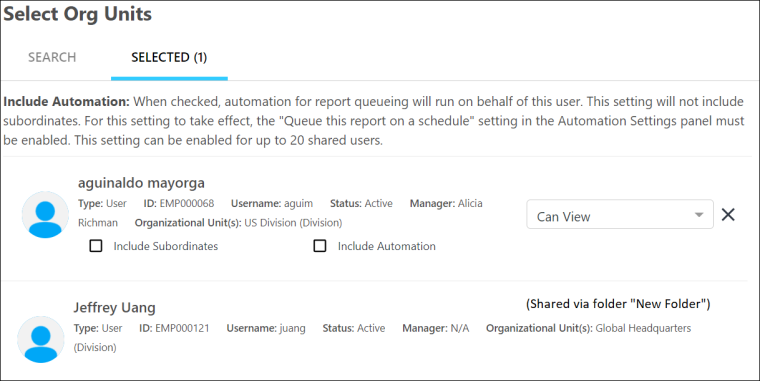 Select Org Units
SEARCH SELECTED (1)
Include Automation: When checked, automation for report queueing will run on behalf of this user. This setting will not include
subordinates. For this setting to take effect, the "Queue this report on a schedule" setting in the Automation Settings panel must
be enabled. This setting can be enabled for up to 20 shared users.
aguinaldo mayorga
Type: User ID: EMP000068 Username: aguim Status: Active Manager: Alicia
Richman Organizational Unit(s): US Division (Division)
Can View
Include Subordinates Include Automation
Jeffrey Uang (Shared via folder "New Folder")
Type: User ID: EMP000121 Username: juang Status: Active Manager: N/A Organizational Unit(s): Global Headquarters
(Division)